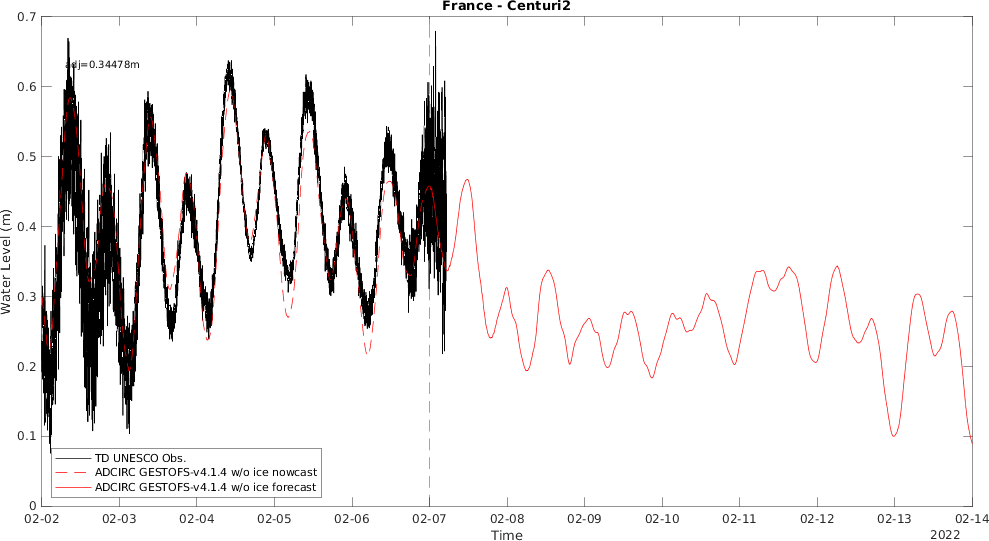 France - Centuri2
0.7
0.6
0.5
0.4
0.3
0.2
0.1
0
Water Level (m)
adj=0.34478m
TD UNESCO Obs.
ADCIRC GESTOFS-v4.1.4 w/o ice nowcast
ADCIRC GESTOFS-v4.1.4 w/o ice forecast
02-02 02-03 02-04 02-05 02-06 02-07 02-08 02-09 02-10 02-11 02-12 02-13 02-14
Time
2022